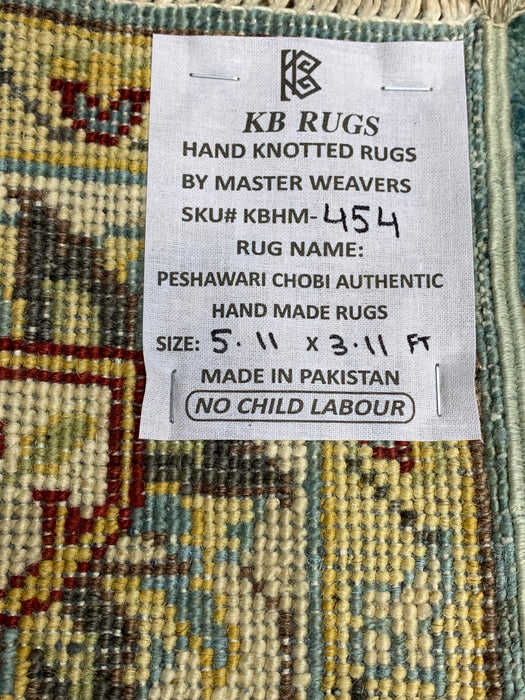 KB
KB RUGS
HAND KNOTTED RUGS
BY MASTER WEAVERS
SKU# KBHM-454
RUG NAME:
PESHAWARI CHOBI AUTHENTIC
HAND MADE RUGS
SIZE: 5.11 X 3.11 FT
MADE IN PAKISTAN
NO CHILD LABOUR